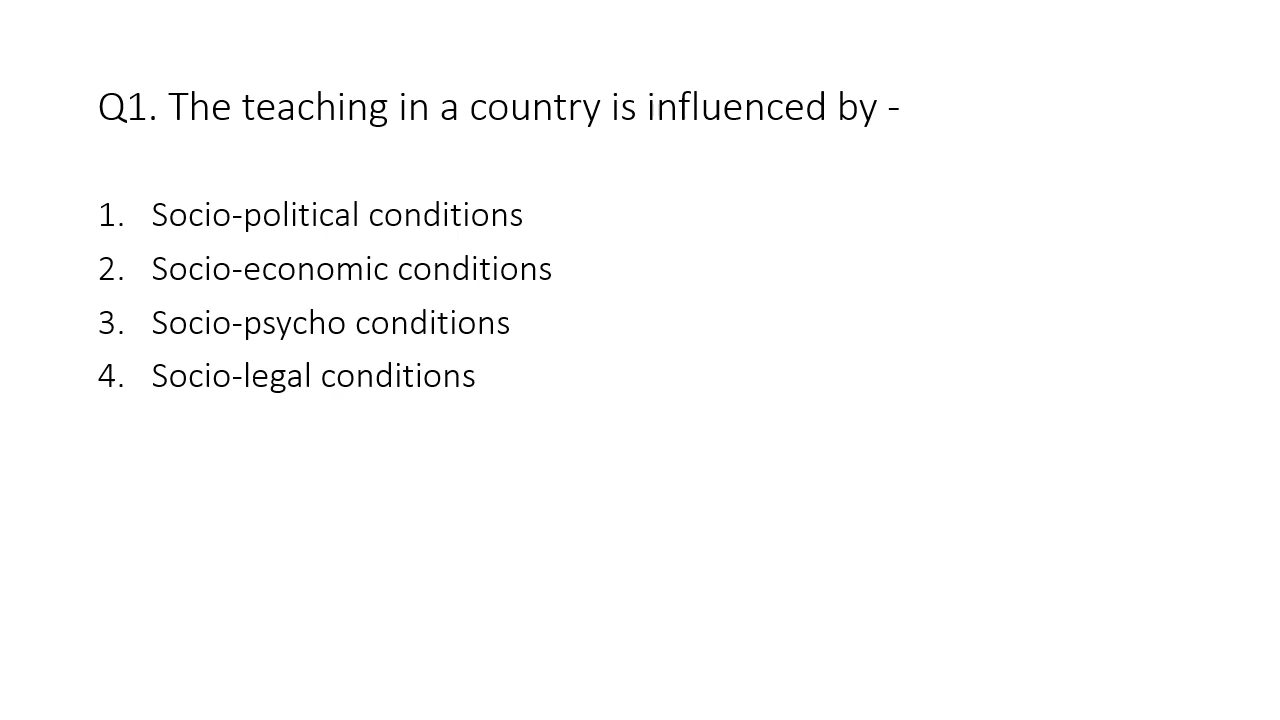 Q1. The teaching in a country is influenced by -
1. Socio-political conditions
2. Socio-economic conditions
3. Socio-psycho conditions
4. Socio-legal conditions